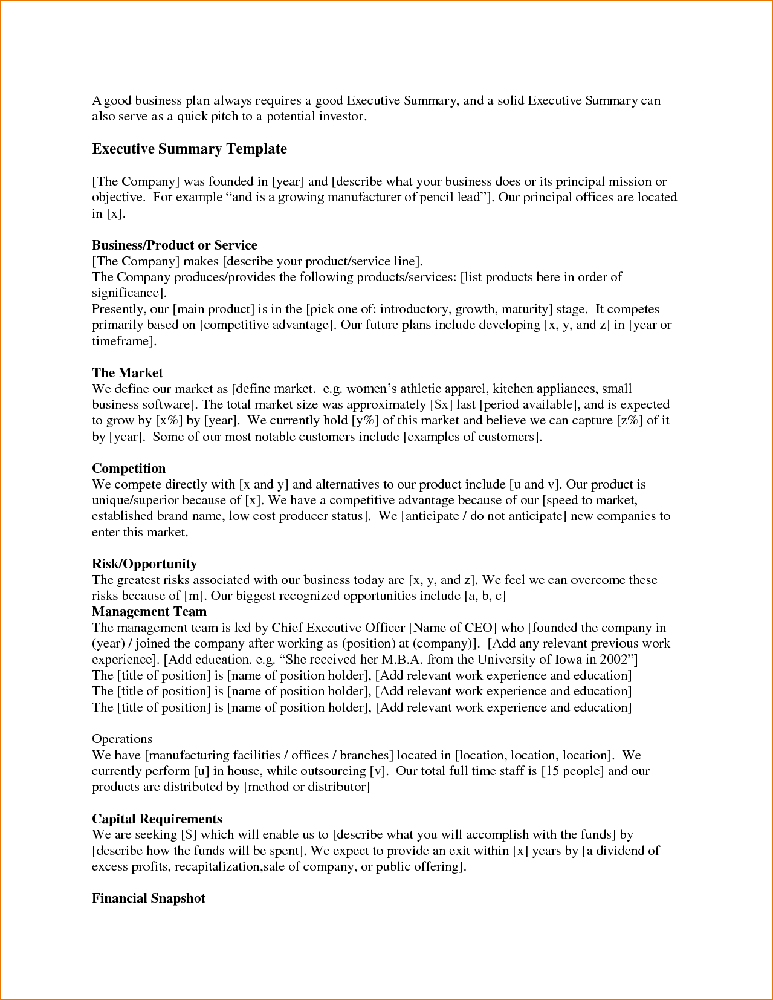 A good business plan always requires a good Executive Summary, and a solid Executive Summary can
also serve as a quick pitch to a potential investor.
Executive Summary Template
[The Company] was founded in [year] and [describe what your business does or its principal mission or
objective.  For example “and is a growing manufacturer of pencil lead”]. Our principal offices are located
in [x].
Business/Product or Service
[The Company] makes [describe your product/service line].
The Company produces/provides the following products/services: [list products here in order of
significance].
Presently, our [main product] is in the [pick one of: introductory, growth, maturity] stage.  It competes
primarily based on [competitive advantage]. Our future plans include developing [x, y, and z] in [year or
timeframe].
The Market
We define our market as [define market.  e.g. women’s athletic apparel, kitchen appliances, small
business software]. The total market size was approximately [$x] last [period available], and is expected
to grow by [x%] by [year].  We currently hold [y%] of this market and believe we can capture [z%] of it
by [year].  Some of our most notable customers include [examples of customers].
Competition
We compete directly with [x and y] and alternatives to our product include [u and v]. Our product is
unique/superior because of [x]. We have a competitive advantage because of our [speed to market,
established brand name, low cost producer status].  We [anticipate / do not anticipate] new companies to
enter this market.
Risk/Opportunity
The greatest risks associated with our business today are [x, y, and z]. We feel we can overcome these
risks because of [m]. Our biggest recognized opportunities include [a, b, c]
Management Team
The management team is led by Chief Executive Officer [Name of CEO] who [founded the company in
(year) / joined the company after working as (position) at (company)].  [Add any relevant previous work
experience]. [Add education. e.g. “She received her M.B.A. from the University of Iowa in 2002”]
The [title of position] is [name of position holder], [Add relevant work experience and education]
The [title of position] is [name of position holder], [Add relevant work experience and education]
The [title of position] is [name of position holder], [Add relevant work experience and education]
Operations
We have [manufacturing facilities / offices / branches] located in [location, location, location].  We
currently perform [u] in house, while outsourcing [v].  Our total full time staff is [15 people] and our
products are distributed by [method or distributor]
Capital Requirements
We are seeking [$] which will enable us to [describe what you will accomplish with the funds] by
[describe how the funds will be spent]. We expect to provide an exit within [x] years by [a dividend of
excess profits, recapitalization,sale of company, or public offering].
Financial Snapshot